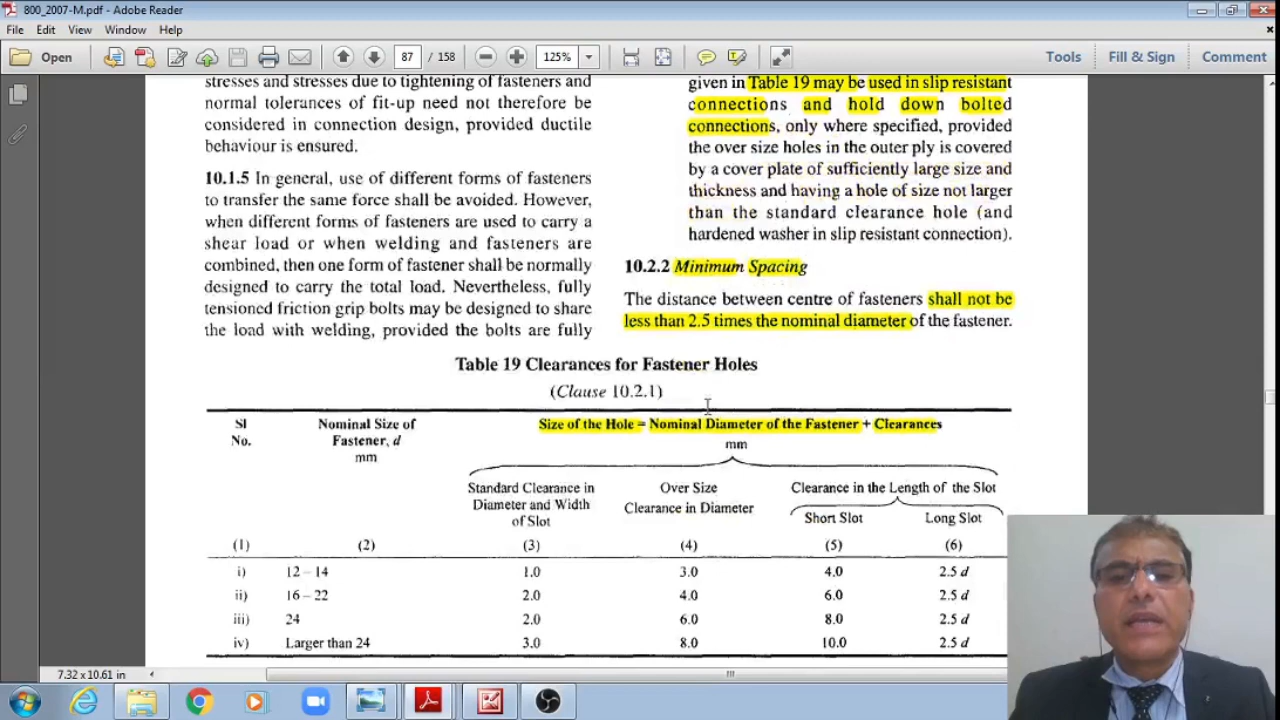 800_2007-M.pdf - Adobe Reader
File Edit View Window Help
Open 87 / 158 125% Tools Fill & Sign Comment
stresses and stresses due to tightening of fasteners and
normal tolerances of fit-up need not therefore be
considered in connection design, provided ductile
behaviour is ensured.
10.1.5 In general, use of different forms of fasteners
to transfer the same force shall be avoided. However,
when different forms of fasteners are used to carry a
shear load or when welding and fasteners are
combined, then one form of fastener shall be normally
designed to carry the total load. Nevertheless, fully
tensioned friction grip bolts may be designed to share
the load with welding, provided the bolts are fully
given in Table 19 may be used in slip resistant
connections and hold down bolted
connections, only where specified, provided
the over size holes in the outer ply is covered
by a cover plate of sufficiently large size and
thickness and having a hole of size not larger
than the standard clearance hole (and
hardened washer in slip resistant connection).
10.2.2 Minimum Spacing
The distance between centre of fasteners shall not be
less than 2.5 times the nominal diameter of the fastener.
Table 19 Clearances for Fastener Holes
(Clause 10.2.1)
Sl No. Nominal Size of Fastener, d mm Size of the Hole = Nominal Diameter of the Fastener + Clearances
mm
Standard Clearance in Diameter and Width of Slot Over Size Clearance in Diameter Clearance in the Length of the Slot
Short Slot Long Slot
(1) (2) (3) (4) (5) (6)
i) 12 – 14 1.0 3.0 4.0 2.5 d
ii) 16 – 22 2.0 4.0 6.0 2.5 d
iii) 24 2.0 6.0 8.0 2.5 d
iv) Larger than 24 3.0 8.0 10.0 2.5 d
7.32 x 10.61 in